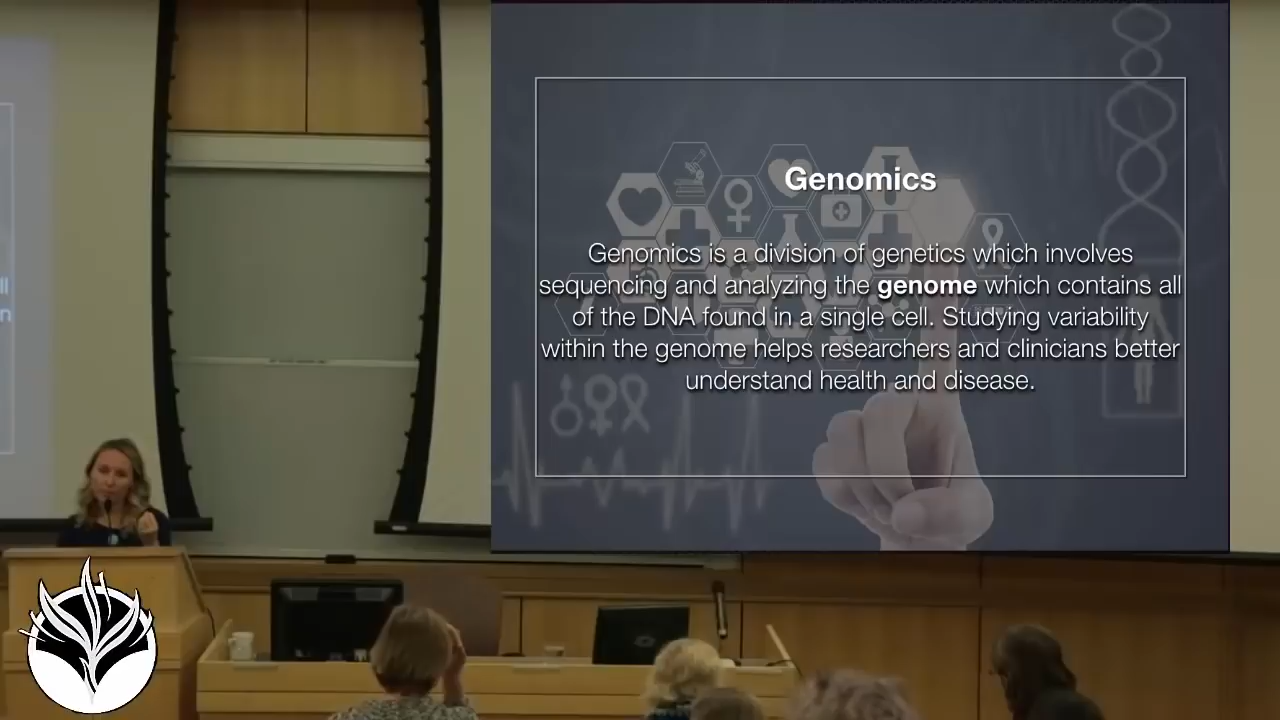 Genomics
Genomics is a division of genetics which involves
sequencing and analyzing the genome which contains all
of the DNA found in a single cell. Studying variability
within the genome helps researchers and clinicians better
understand health and disease.